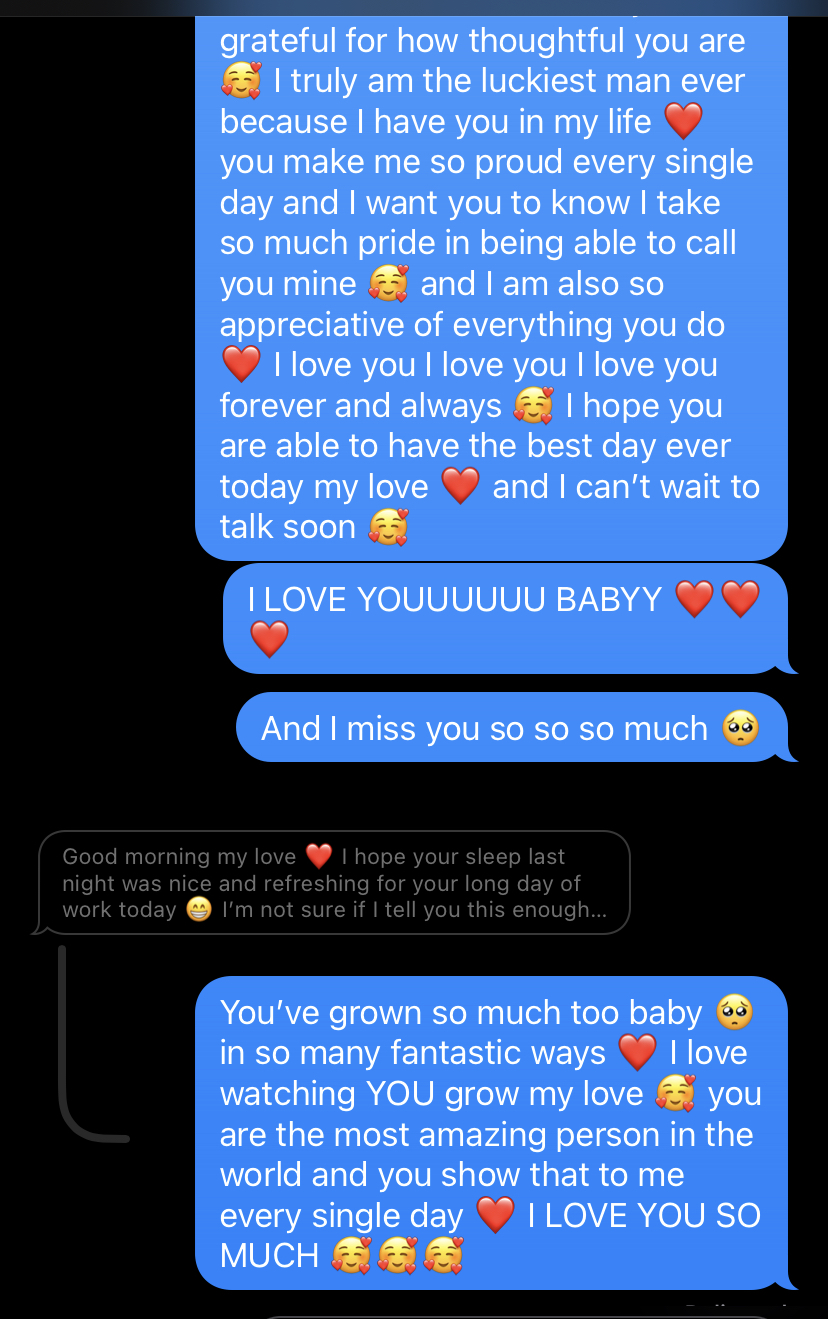 grateful for how thoughtful you are
🥰 I truly am the luckiest man ever
because I have you in my life ❤️
you make me so proud every single
day and I want you to know I take
so much pride in being able to call
you mine 🥰 and I am also so
appreciative of everything you do
❤️ I love you I love you I love you
forever and always 🥰 I hope you
are able to have the best day ever
today my love ❤️ and I can’t wait to
talk soon 🥰
I LOVE YOUUUUUU BABYY ❤️❤️
❤️
And I miss you so so so much 🥺
Good morning my love ❤️ I hope your sleep last
night was nice and refreshing for your long day of
work today 😁 I’m not sure if I tell you this enough...
You’ve grown so much too baby 🥺
in so many fantastic ways ❤️ I love
watching YOU grow my love 🥰 you
are the most amazing person in the
world and you show that to me
every single day ❤️ I LOVE YOU SO
MUCH 🥰🥰🥰